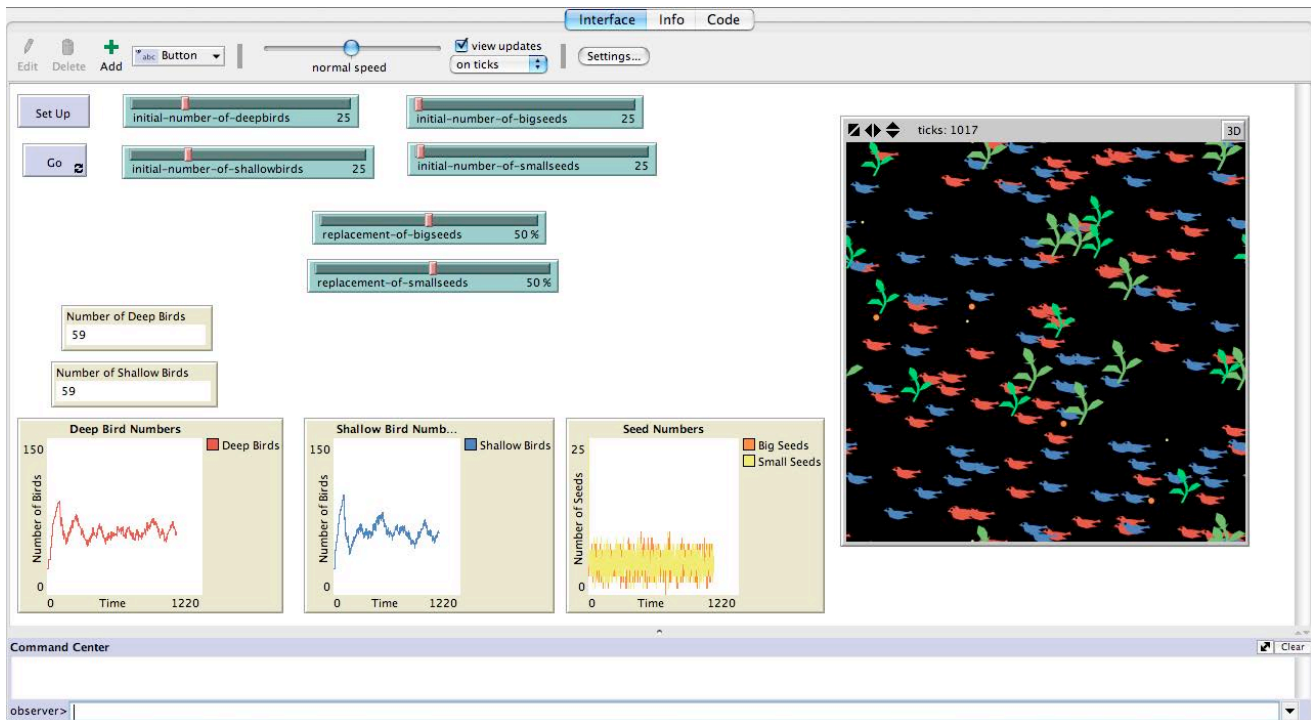 Interface Info Code
Edit Delete Add abc Button normal speed view updates
on ticks Settings...
Set Up
initial-number-of-deepbirds 25
initial-number-of-bigseeds 25
Go
initial-number-of-shallowbirds 25
initial-number-of-smallseeds 25
replacement-of-bigseeds 50 %
replacement-of-smallseeds 50 %
Number of Deep Birds
59
Number of Shallow Birds
59
ticks: 1017 3D
Deep Bird Numbers
Deep Birds
150
Number of Birds
0
0 Time 1220
Shallow Bird Numb...
Shallow Birds
150
Number of Birds
0
0 Time 1220
Seed Numbers
Big Seeds
Small Seeds
25
Number of Seeds
0
0 Time 1220
Command Center Clear
observer>